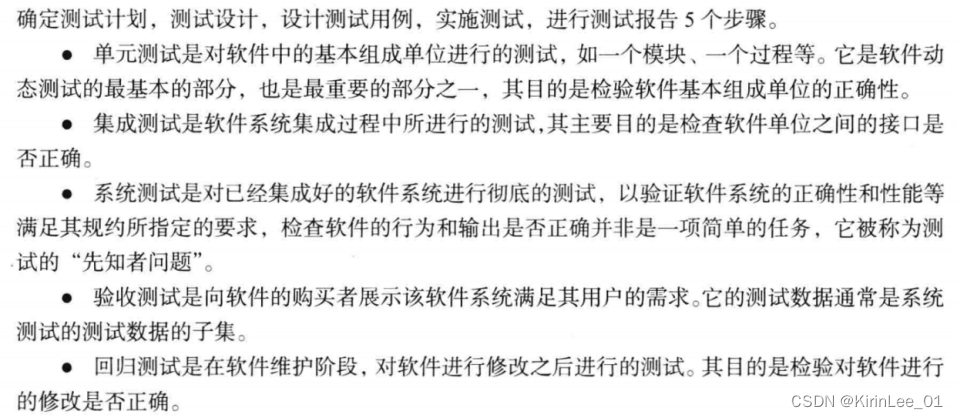 确定测试计划，测试设计，设计测试用例，实施测试，进行测试报告 5 个步骤。
● 单元测试是对软件中的基本组成单位进行的测试，如一个模块、一个过程等。它是软件动
态测试的最基本的部分，也是最重要的部分之一，其目的是检验软件基本组成单位的正确性。
● 集成测试是软件系统集成过程中所进行的测试,其主要目的是检查软件单位之间的接口是
否正确。
● 系统测试是对已经集成好的软件系统进行彻底的测试，以验证软件系统的正确性和性能等
满足其规约所指定的要求，检查软件的行为和输出是否正确并非是一项简单的任务，它被称为测
试的“先知者问题”。
● 验收测试是向软件的购买者展示该软件系统满足其用户的需求。它的测试数据通常是系统
测试的测试数据的子集。
● 回归测试是在软件维护阶段，对软件进行修改之后进行的测试。其目的是检验对软件进行
的修改是否正确。
CSDN @KirinLee_01